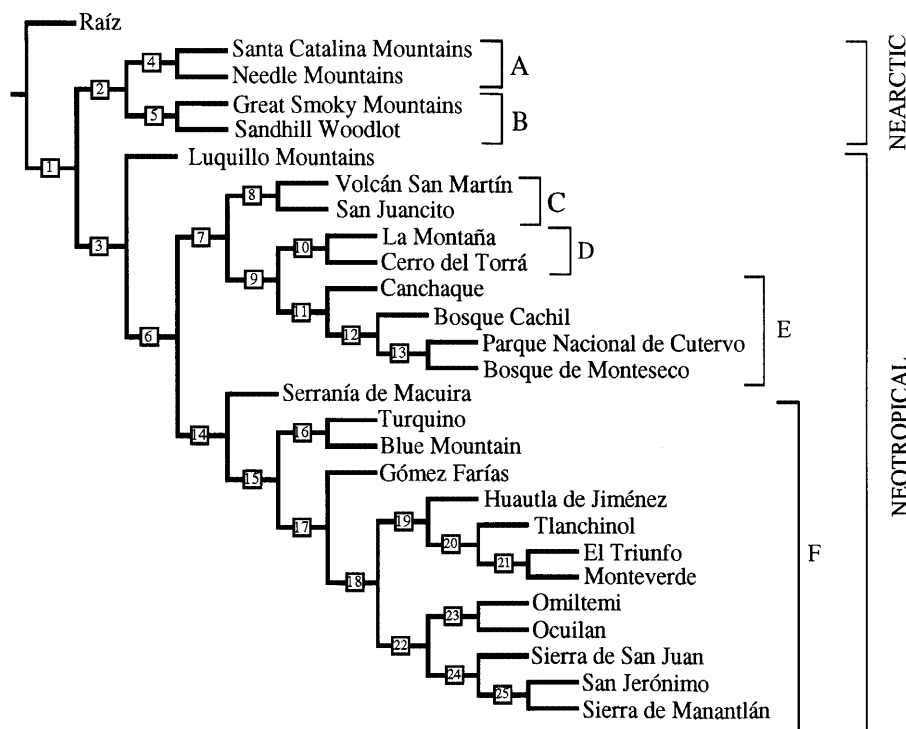 Raíz
Santa Catalina Mountains
4
A
Needle Mountains
2
Great Smoky Mountains
5
B
Sandhill Woodlot
NEARCTIC
1
Luquillo Mountains
Volcán San Martín
8
C
San Juancito
7
La Montaña
3
10
D
Cerro del Torrá
9
Canchaque
11
Bosque Cachil
E
12
6
Parque Nacional de Cutervo
13
Bosque de Monteseco
Serranía de Macuira
Turquino
14
16
Blue Mountain
NEOTROPICAL
15
Gómez Farías
Huautla de Jiménez
17
19
Tlanchinol
20
El Triunfo
F
21
Monteverde
18
Omiltemi
23
Ocuilan
22
Sierra de San Juan
24
San Jerónimo
25
Sierra de Manantlán